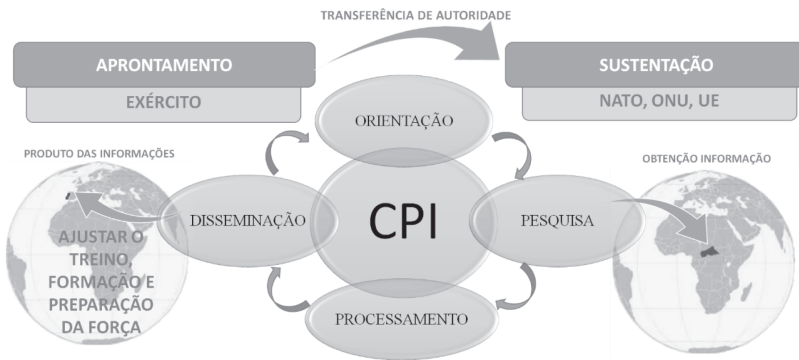 TRANSFERÊNCIA DE AUTORIDADE
APRONTAMENTO
EXÉRCITO
SUSTENTAÇÃO
NATO, ONU, UE
ORIENTAÇÃO
PRODUTO DAS INFORMAÇÕES
OBTENÇÃO INFORMAÇÃO
DISSEMINAÇÃO
CPI
PESQUISA
AJUSTAR O
TREINO,
FORMAÇÃO E
PREPARAÇÃO
DA FORÇA
PROCESSAMENTO